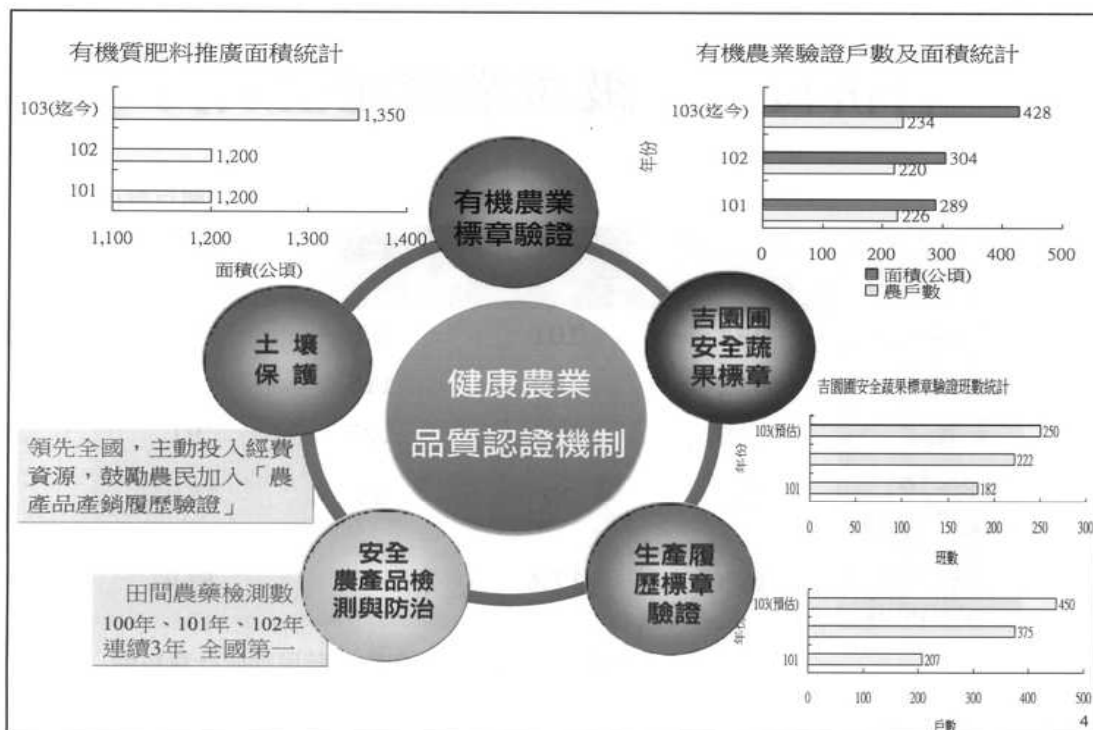 有機質肥料推廣面積統計
103(迄今)
1,350
102
1,200
101
1,200
1,100
1,200
1,300
1,400
面積(公頃)
有機農業驗證戶數及面積統計
年份
103(迄今)
428
234
102
304
220
101
289
226
0
100
200
300
400
500
面積(公頃)
農戶數
有機農業
標章驗證
吉園圃
安全蔬
果標章
生產履
歷標章
驗證
安全
農產品檢
測與防治
土壤
保護
健康農業
品質認證機制
領先全國,主動投入經費
資源,鼓勵農民加入「農
產品產銷履歷驗證」
田間農藥檢測數
100年、101年、102年
連續3年 全國第一
吉園圃安全蔬果標章驗證班數統計
年份
103(預估)
250
222
101
182
0
50
100
150
200
250
300
班數
103(預估)
450
375
101
207
0
100
200
300
400
500
戶數
4